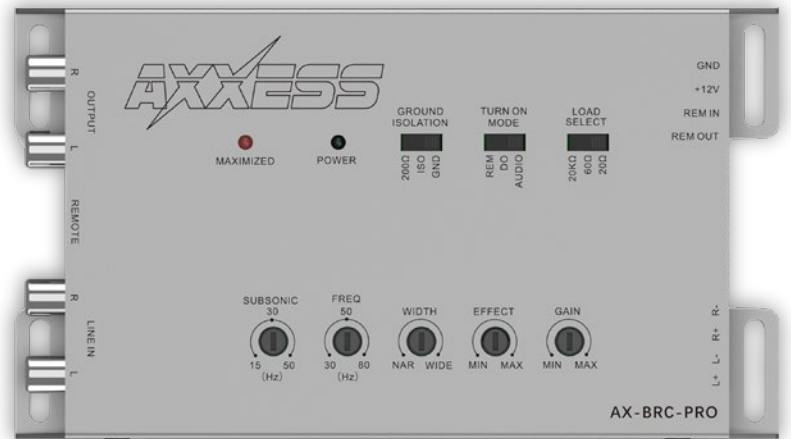 AXXESS
R
OUTPUT
L
REMOTE
R
LINE IN
L
MAXIMIZED
POWER
GROUND
ISOLATION
200Ω
ISO
GND
TURN ON
MODE
REM
DO
AUDIO
LOAD
SELECT
20KΩ
60Ω
20Ω
GND
+12V
REM IN
REM OUT
SUBSONIC
30
15 50
(Hz)
FREQ
50
30 80
(Hz)
WIDTH
NAR WIDE
EFFECT
MIN MAX
GAIN
MIN MAX
R-
R+
L-
L+
AX-BRC-PRO